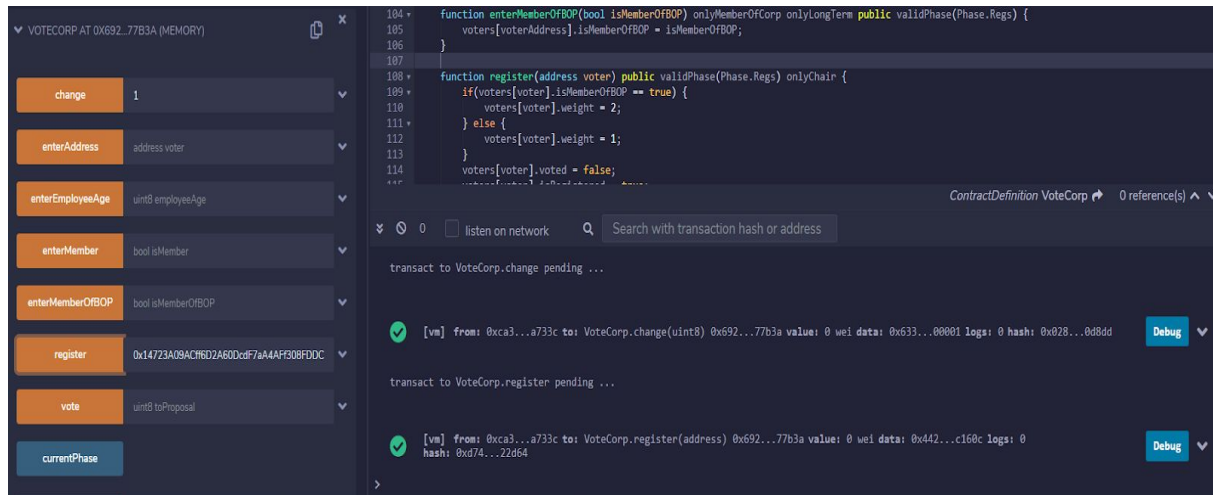 VOTECORP AT 0X692...77B3A (MEMORY)
change 1
enterAddress address voter
enterEmployeeAge uint8 employeeAge
enterMember bool isMember
enterMemberOfBOP bool isMemberOfBOP
register 0x14723A09ACff6D2A60DcdF7aA4AFf308FDDC
vote uint8 toProposal
currentPhase
104 function enterMemberOfBOP(bool isMemberOfBOP) onlyMemberOfCorp onlyLongTerm public validPhase(Phase.Regs) {
105 voters[voterAddress].isMemberOfBOP = isMemberOfBOP;
106 }
107
108 function register(address voter) public validPhase(Phase.Regs) onlyChair {
109 if(voters[voter].isMemberOfBOP == true) {
110 voters[voter].weight = 2;
111 } else {
112 voters[voter].weight = 1;
113 }
114 voters[voter].voted = false;
ContractDefinition VoteCorp 0 reference(s)
0 listen on network Search with transaction hash or address
transact to VoteCorp.change pending ...
[vm] from: 0xca3...a733c to: VoteCorp.change(uint8) 0x692...77b3a value: 0 wei data: 0x633...00001 logs: 0 hash: 0x028...0d8dd Debug
transact to VoteCorp.register pending ...
[vm] from: 0xca3...a733c to: VoteCorp.register(address) 0x692...77b3a value: 0 wei data: 0x442...c160c logs: 0
hash: 0xd74...22d64 Debug
>